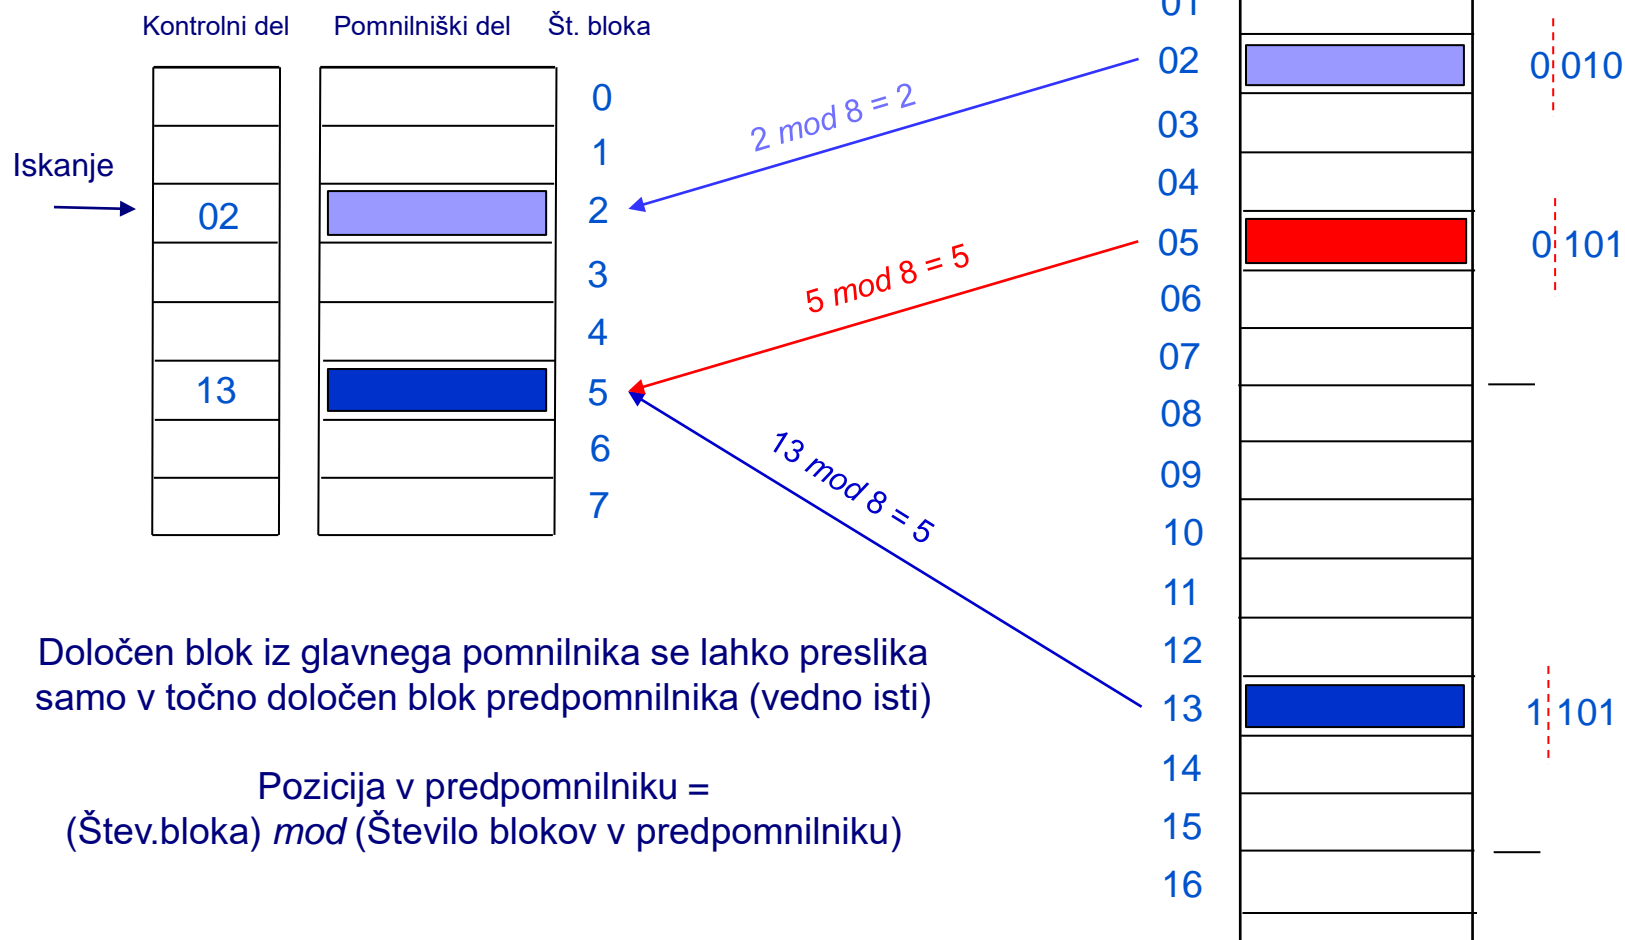 Kontrolni del
Pomnilniški del
Št. bloka
0
1
2
3
4
5
6
7
Iskanje
02
13
2 mod 8 = 2
5 mod 8 = 5
13 mod 8 = 5
01
02
03
04
05
06
07
08
09
10
11
12
13
14
15
16
0 010
0 101
1 101
Določen blok iz glavnega pomnilnika se lahko preslika
samo v točno določen blok predpomnilnika (vedno isti)
Pozicija v predpomnilniku =
(Štev.bloka) mod (Število blokov v predpomnilniku)